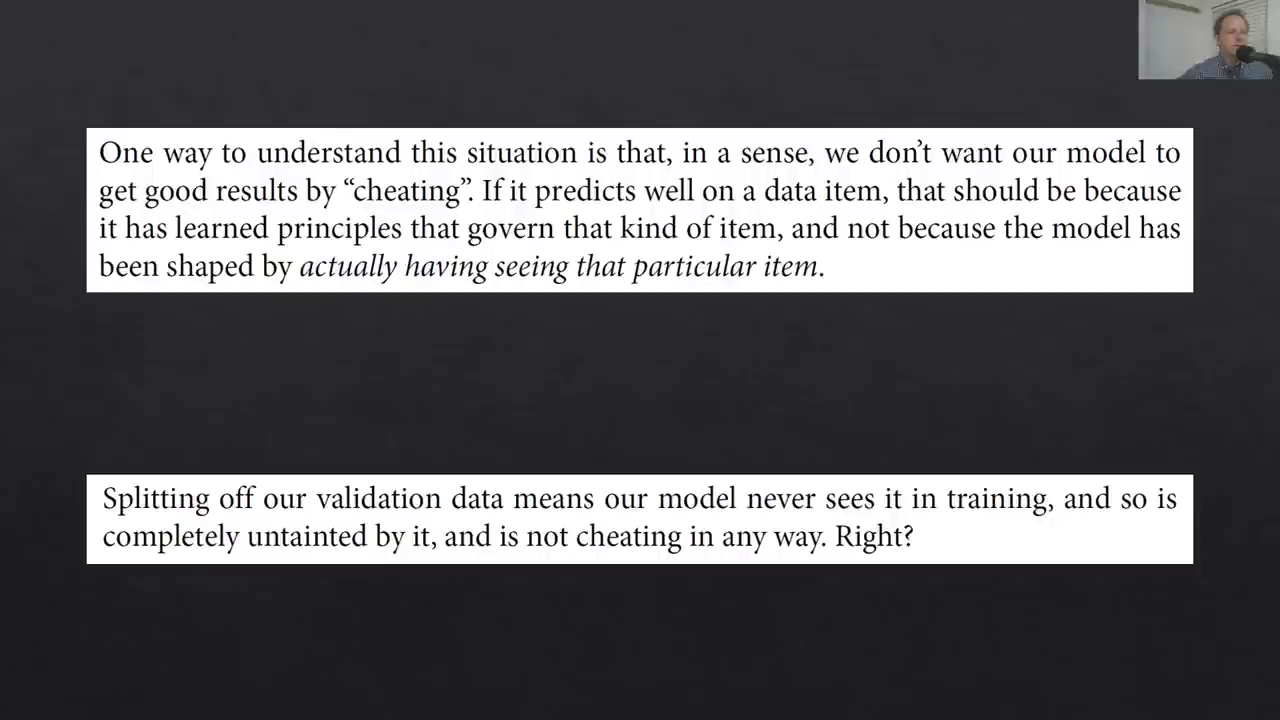 One way to understand this situation is that, in a sense, we don’t want our model to
get good results by “cheating”. If it predicts well on a data item, that should be because
it has learned principles that govern that kind of item, and not because the model has
been shaped by actually having seeing that particular item.
Splitting off our validation data means our model never sees it in training, and so is
completely untainted by it, and is not cheating in any way. Right?